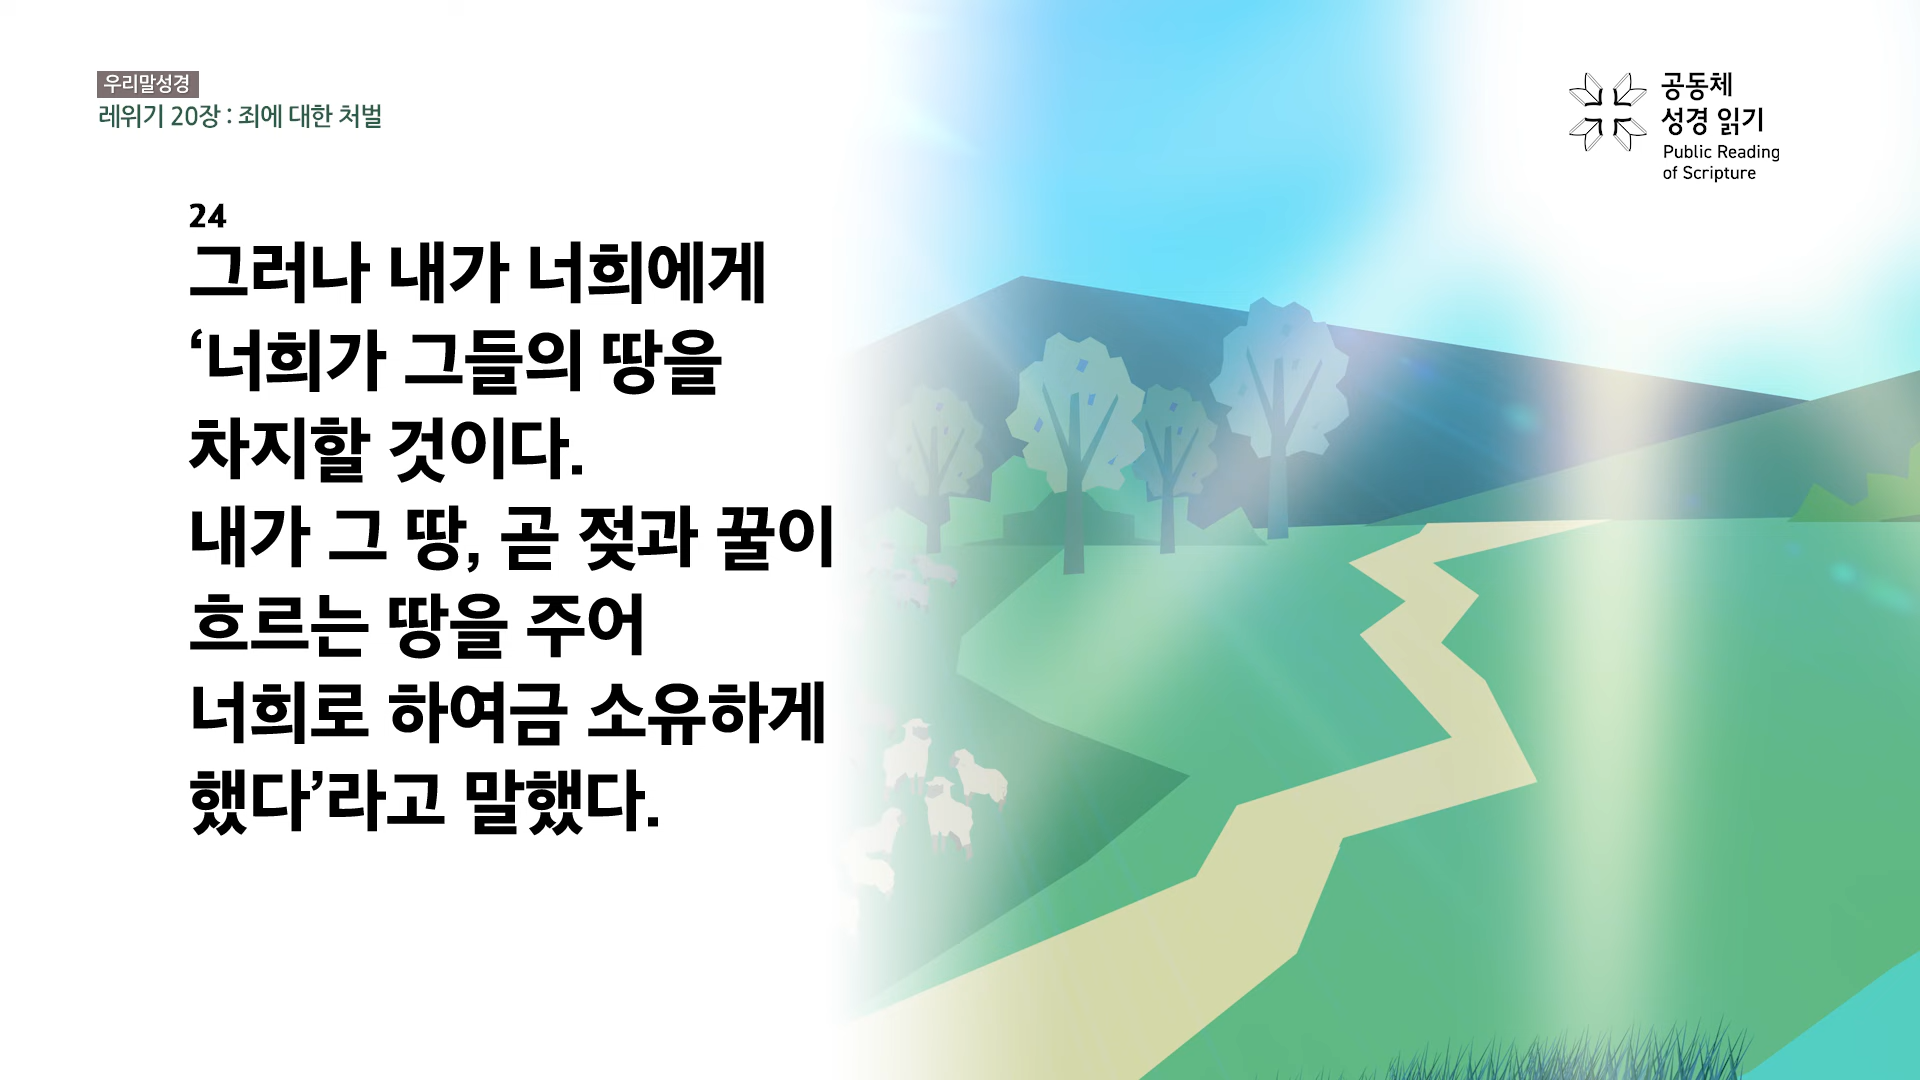 우리말성경
레위기 20장 : 죄에 대한 처벌
공동체
성경 읽기
Public Reading
of Scripture
24
그러나 내가 너희에게
‘너희가 그들의 땅을
차지할 것이다.
내가 그 땅, 곧 젖과 꿀이
흐르는 땅을 주어
너희로 하여금 소유하게
했다’라고 말했다.